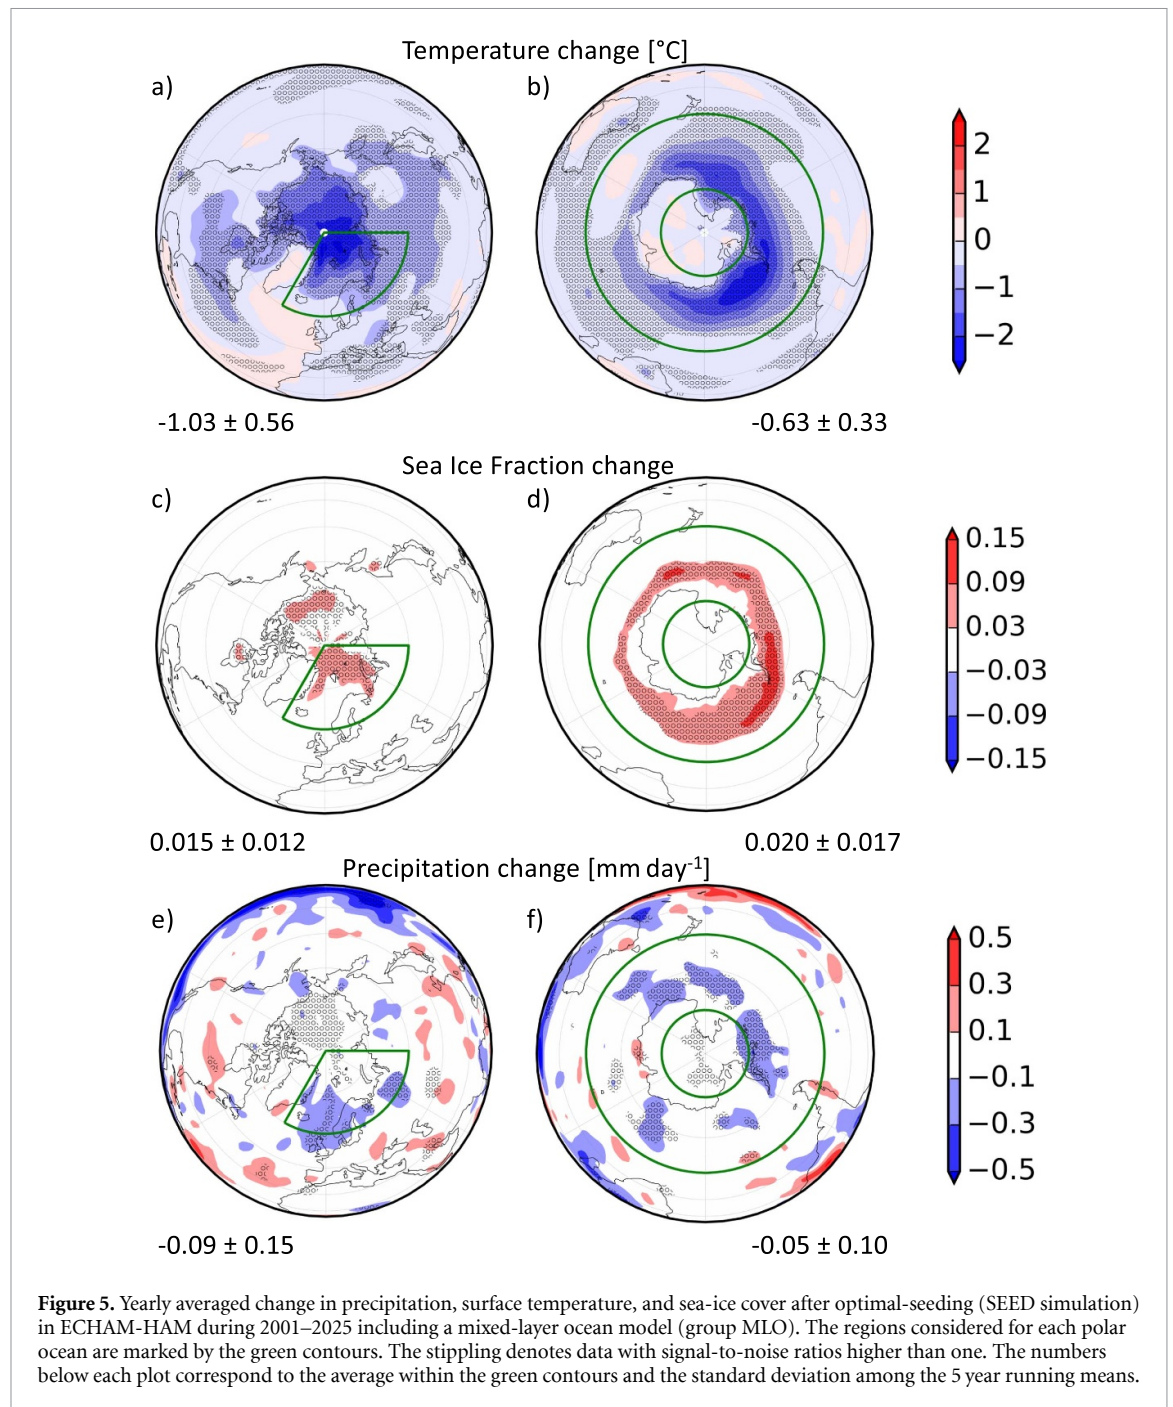 Temperature change [°C]
a)
b)
2
1
0
−1
−2
-1.03 ± 0.56
-0.63 ± 0.33
Sea Ice Fraction change
c)
d)
0.15
0.09
0.03
−0.03
−0.09
−0.15
0.015 ± 0.012
0.020 ± 0.017
Precipitation change [mm day-1]
e)
f)
0.5
0.3
0.1
−0.1
−0.3
−0.5
-0.09 ± 0.15
-0.05 ± 0.10
Figure 5. Yearly averaged change in precipitation, surface temperature, and sea-ice cover after optimal-seeding (SEED simulation)
in ECHAM-HAM during 2001–2025 including a mixed-layer ocean model (group MLO). The regions considered for each polar
ocean are marked by the green contours. The stippling denotes data with signal-to-noise ratios higher than one. The numbers
below each plot correspond to the average within the green contours and the standard deviation among the 5 year running means.